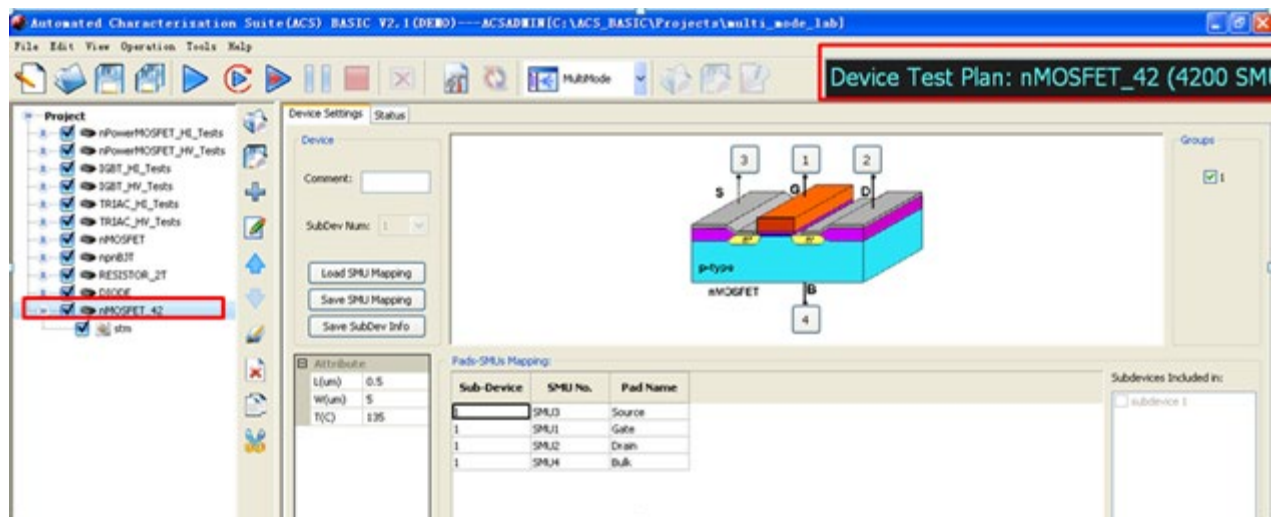 Automated Characterization Suite(ACS) BASIC V2.1(DEMO)---ACSADMIN[C:\ACS_BASIC\Projects\multi_mode_lab]
File Edit View Operation Tools Help
MultiMode
Device Test Plan: nMOSFET_42 (4200 SMU
Project
nPowerMOSFET_HI_Tests
nPowerMOSFET_HV_Tests
IGBT_HI_Tests
IGBT_HV_Tests
TRIAC_HI_Tests
TRIAC_HV_Tests
nMOSFET
npnBJT
RESISTOR_2T
DIODE
nMOSFET_42
stm
Device Settings Status
Device
Comment:
SubDev Num: 1
Load SMU Mapping
Save SMU Mapping
Save SubDev Info
3 1 2
S G D
n+ n+
p-type
nMOSFET B
4
Groups
1
Attribute
L(um) 0.5
W(um) 5
T(C) 135
Pads-SMUs Mapping:
Sub-Device SMU No. Pad Name
1 SMU3 Source
1 SMU1 Gate
1 SMU2 Drain
1 SMU4 Bulk
Subdevices Included in:
subdevice 1